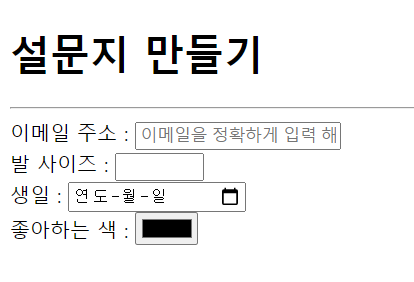 설문지 만들기
이메일 주소 : 이메일을 정확하게 입력 해
발 사이즈 :
생일 : 연도-월-일
좋아하는 색 :